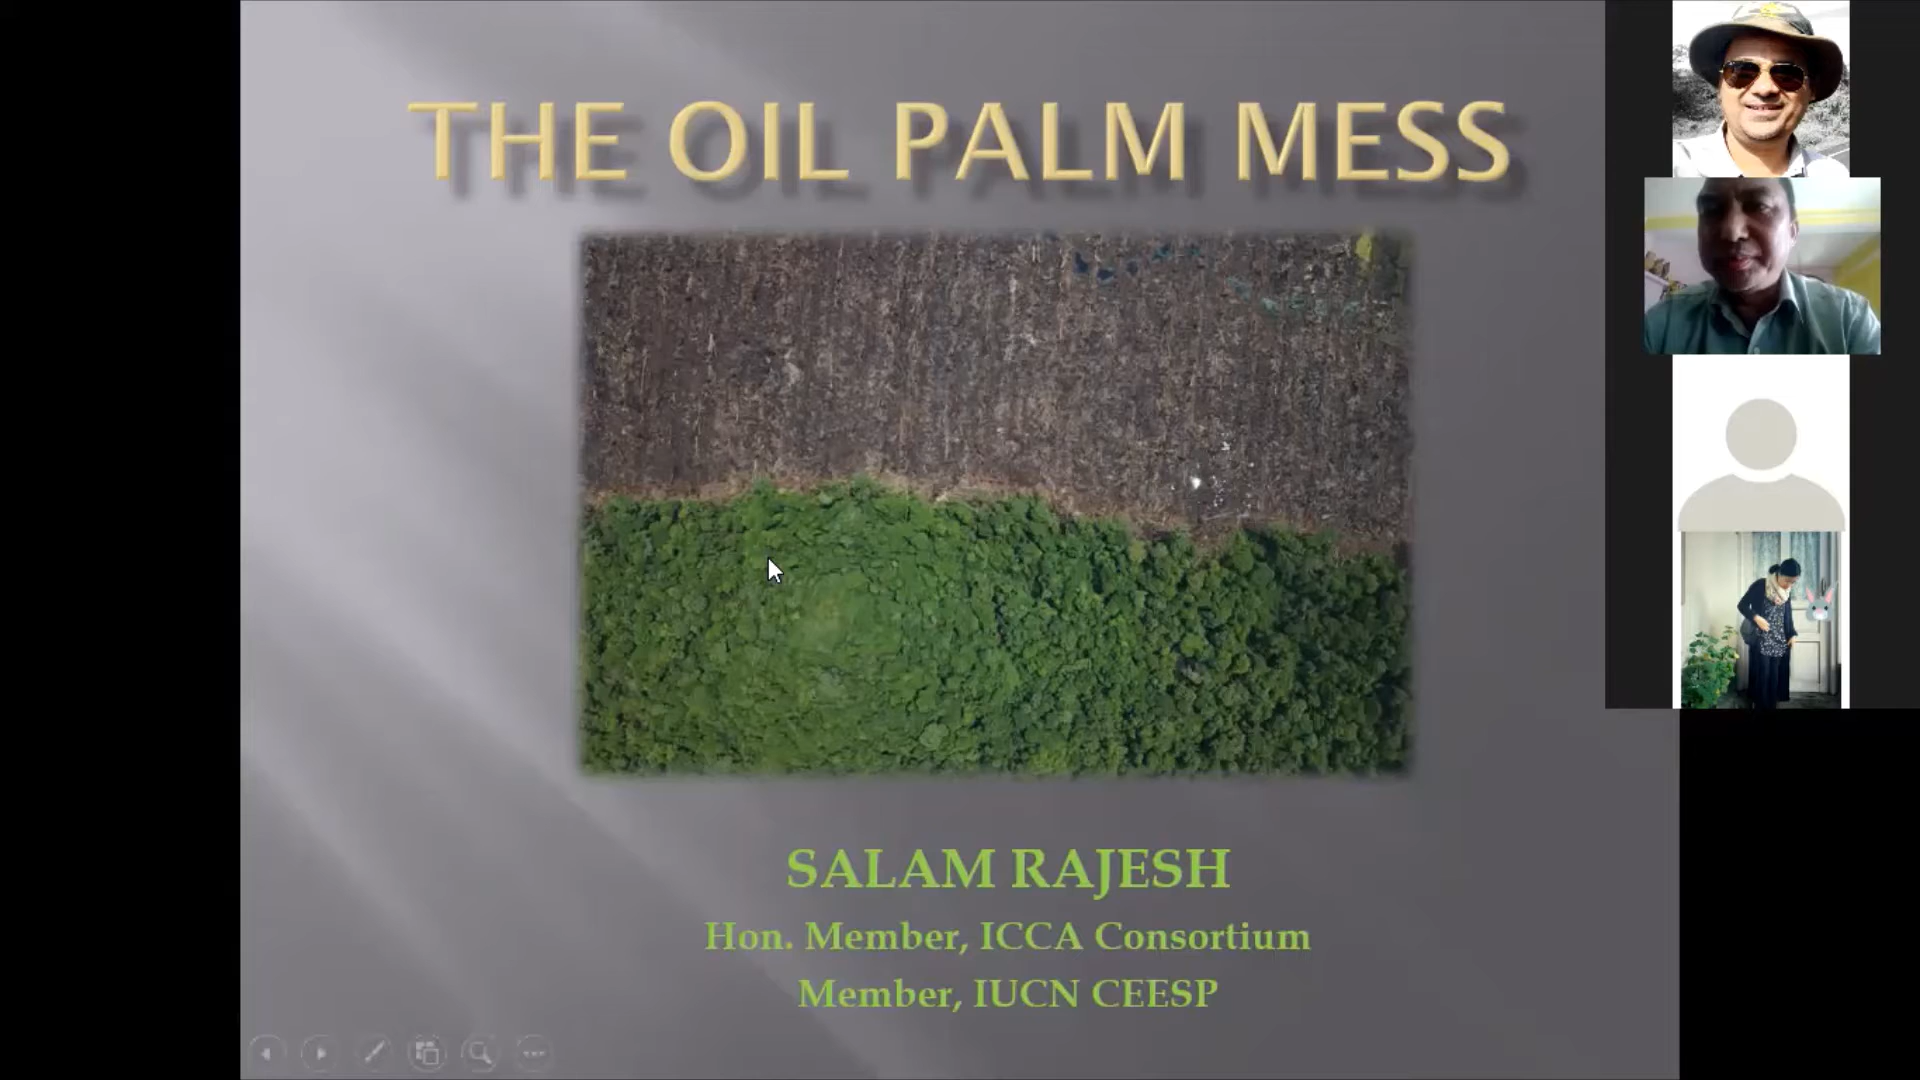 THE OIL PALM MESS
SALAM RAJESH
Hon. Member, ICCA Consortium
Member, IUCN CEESP